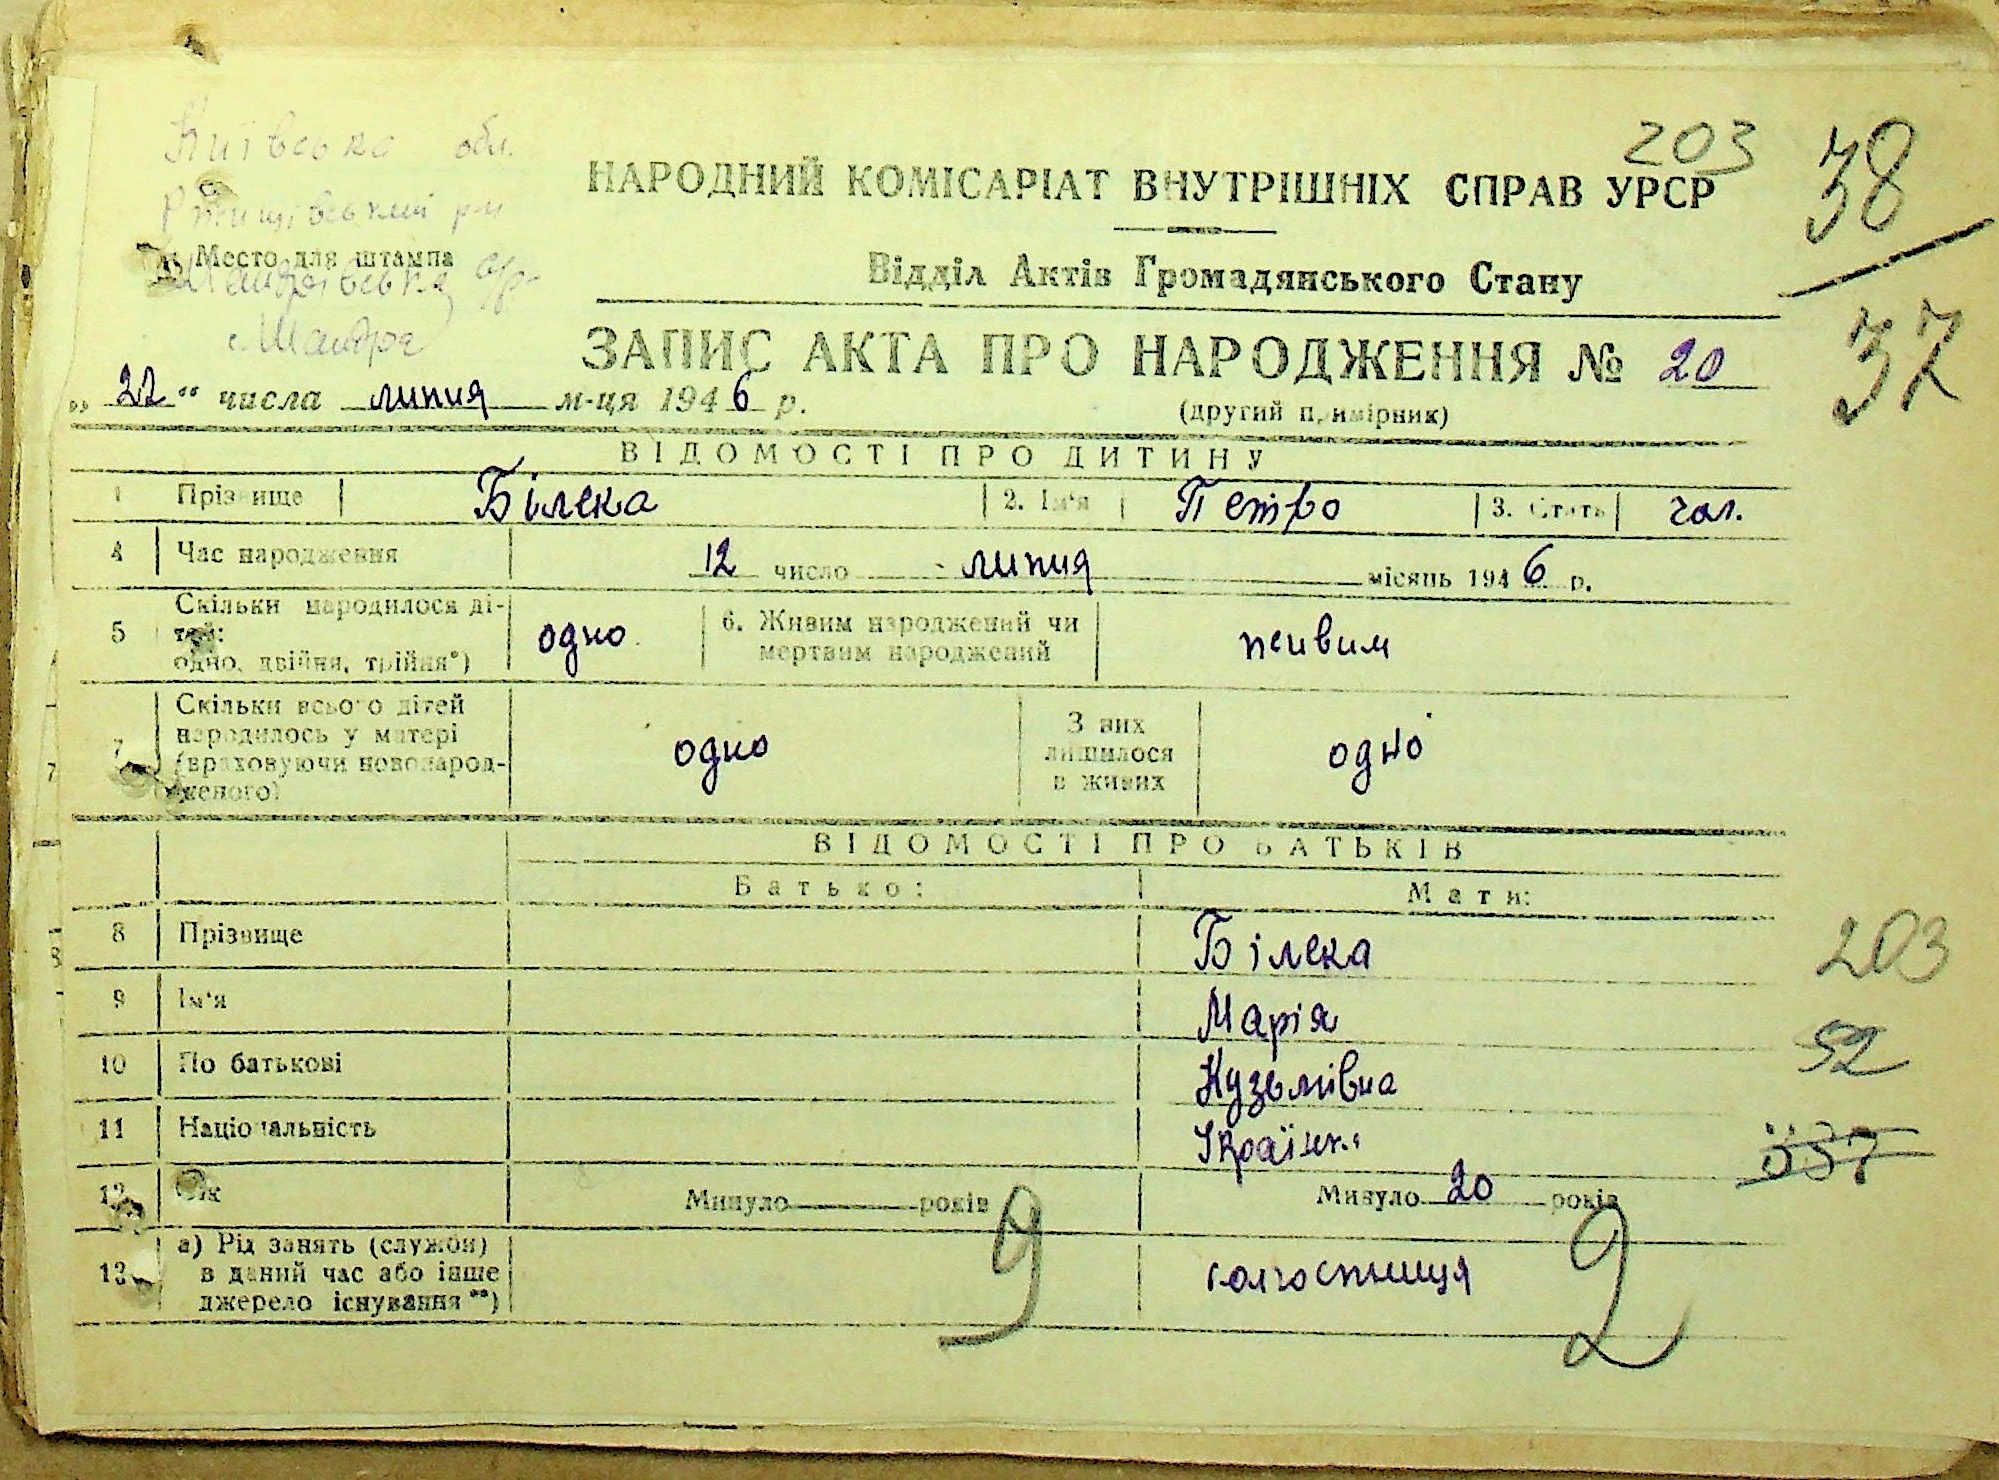 203
38
Київська обл.
Ржищівський р-н
НАРОДНИЙ КОМІСАРІАТ ВНУТРІШНІХ СПРАВ УРСР
Место для штампа
Шандрівська с/р
Відділ Актів Громадянського Стану
с. Шандра
37
ЗАПИС АКТА ПРО НАРОДЖЕННЯ № 20
„ 22 “ числа липня м-ця 1946 р.
(другий примірник)
ВІДОМОСТІ ПРО ДИТИНУ
1 Прізвище Білека 2. Ім'я Петро 3. Стать чол.
4 Час народження 12 число липня місяць 1946 р.
5 Скільки народилося ді-
тей:
одно, двійня, трійня*) одно 6. Живим народжений чи
мертвим народжений живим
7 Скільки всього дітей
народилось у матері
(враховуючи новонарод-
женого) одно З них
лишилося
в живих одно
ВІДОМОСТІ ПРО БАТЬКІВ
Батько: Мати:
8 Прізвище Білека
203
9 Ім'я Марія
52
10 По батькові Кузьмівна
11 Національність Українка
337
12 Вік Минуло років Минуло 20 років
13 а) Рід занять (служби)
в даний час або інше
джерело існування **) колгоспниця
9 2